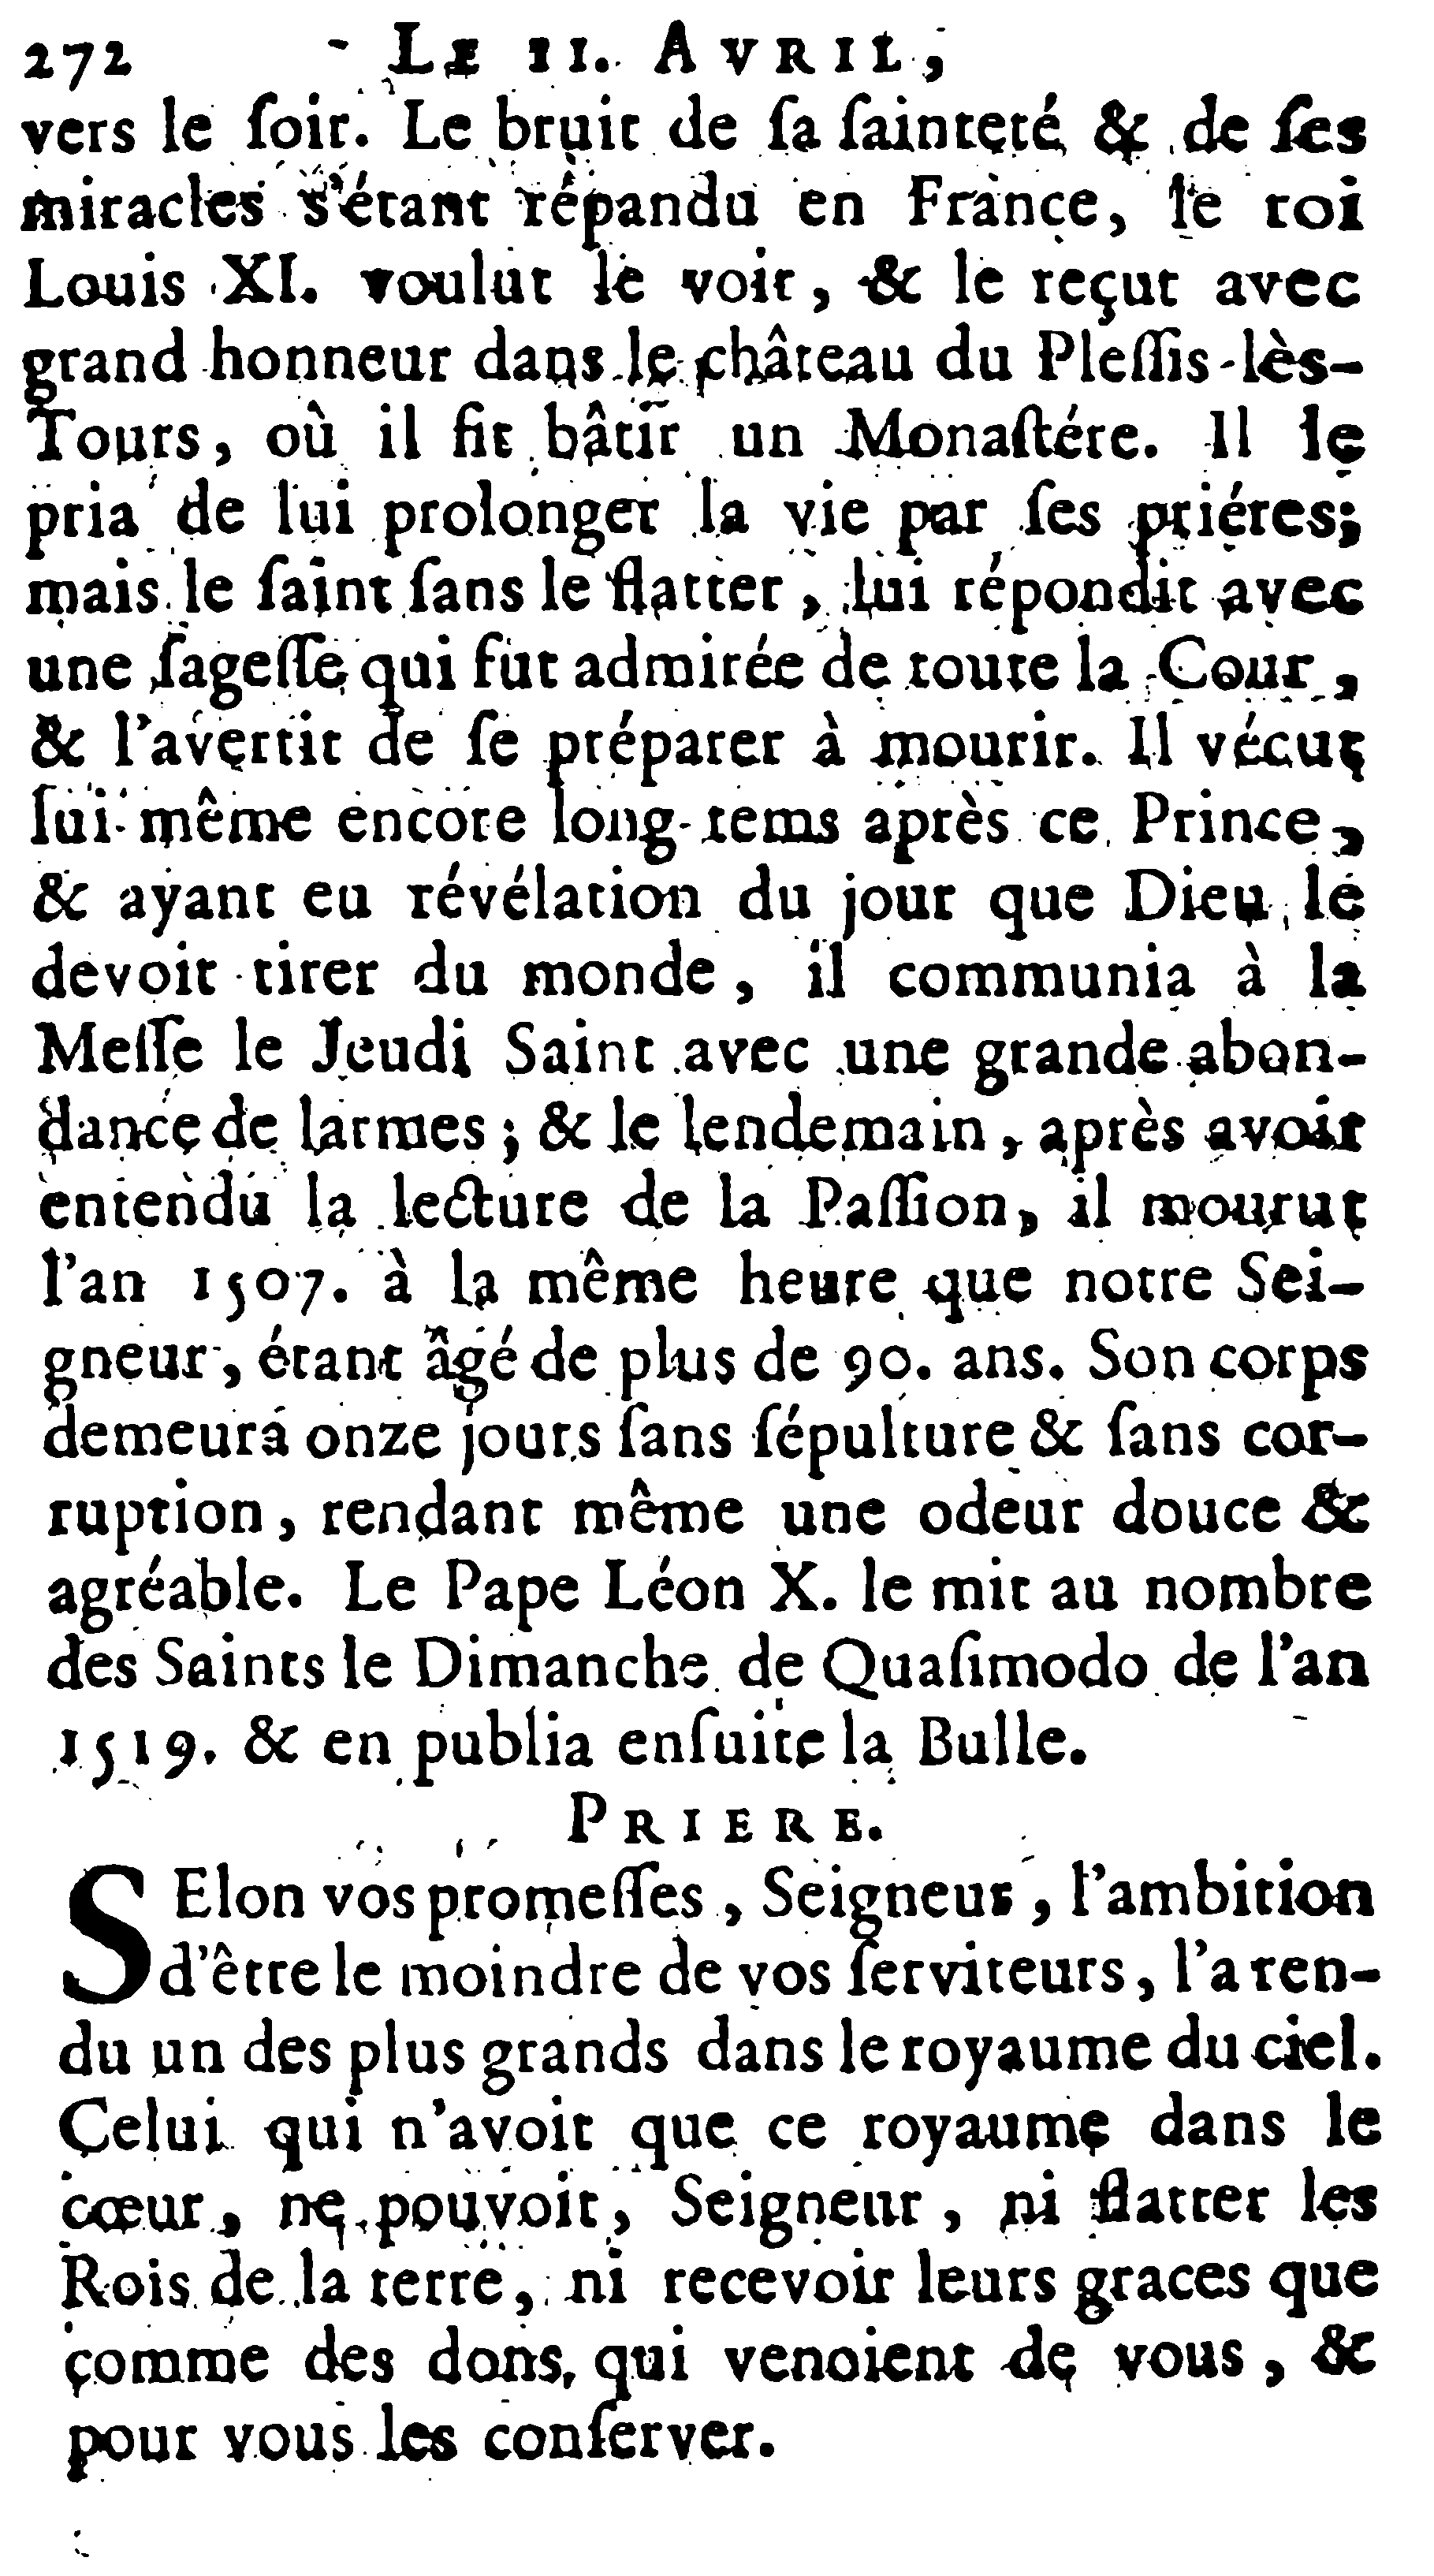 272 LE II. AVRIL,
vers le ſoir. Le bruit de ſa ſainteté & de ſes
miracles s'étant répandu en France, le roi
Louis XI. voulut le voir, & le reçut avec
grand honneur dans le château du Pleſſis-lès-
Tours, où il fit bâtir un Monaſtére. Il le
pria de lui prolonger la vie par ſes priéres;
mais le ſaint ſans le flatter, lui répondit avec
une ſageſſe qui fut admirée de toute la Cour,
& l'avertit de ſe préparer à mourir. Il vécut
lui-même encore long-tems après ce Prince,
& ayant eu révélation du jour que Dieu le
devoit tirer du monde, il communia à la
Meſſe le Jeudi Saint avec une grande abon-
dance de larmes; & le lendemain, après avoir
entendu la lecture de la Paſſion, il mourut
l'an 1507. à la même heure que notre Sei-
gneur, étant âgé de plus de 90. ans. Son corps
demeura onze jours ſans ſépulture & ſans cor-
ruption, rendant même une odeur douce &
agréable. Le Pape Léon X. le mit au nombre
des Saints le Dimanche de Quaſimodo de l'an
1519. & en publia enſuite la Bulle.
PRIERE.
SElon vos promeſſes, Seigneur, l'ambition
d'être le moindre de vos ſerviteurs, l'a ren-
du un des plus grands dans le royaume du ciel.
Celui qui n'avoit que ce royaume dans le
cœur, ne pouvoit, Seigneur, ni flatter les
Rois de la terre, ni recevoir leurs graces que
comme des dons, qui venoient de vous, &
pour vous les conſerver.